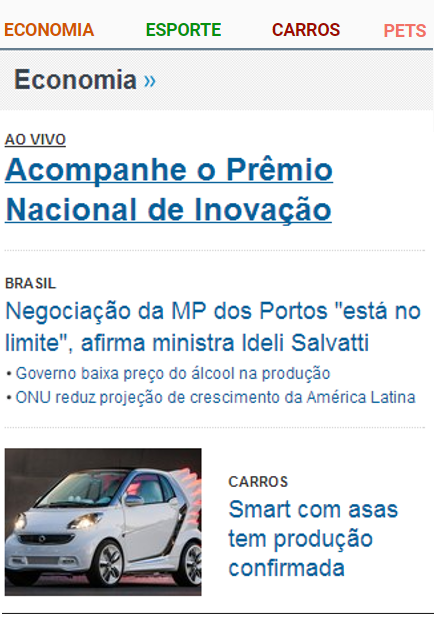 ECONOMIA ESPORTE CARROS PETS
Economia »
AO VIVO
Acompanhe o Prêmio
Nacional de Inovação
BRASIL
Negociação da MP dos Portos "está no
limite", afirma ministra Ideli Salvatti
• Governo baixa preço do álcool na produção
• ONU reduz projeção de crescimento da América Latina
CARROS
Smart com asas
tem produção
confirmada